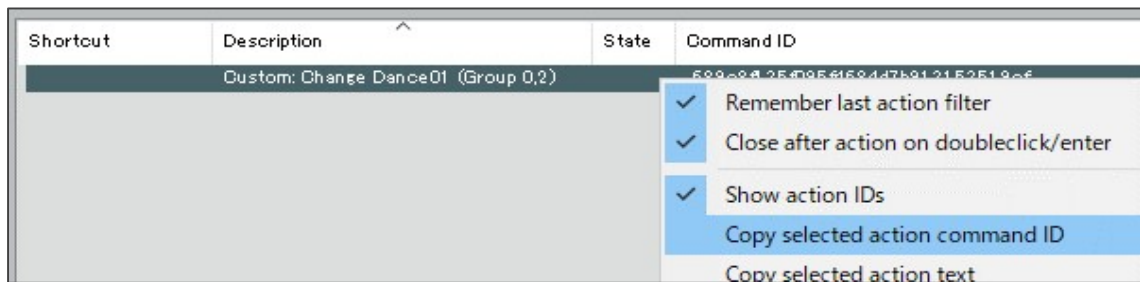 Shortcut Description State Command ID
Custom: Change Dance01 (Group 0,2)
Remember last action filter
Close after action on doubleclick/enter
Show action IDs
Copy selected action command ID
Copy selected action text